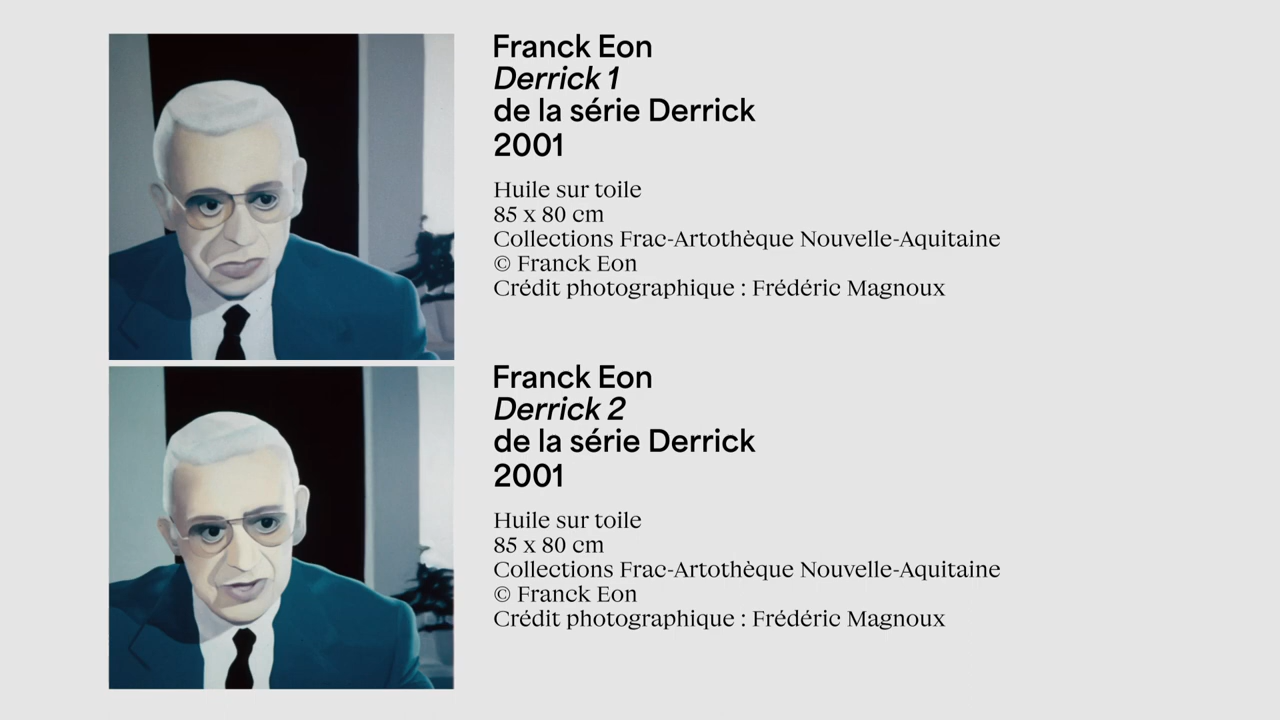 Franck Eon
Derrick 1
de la série Derrick
2001
Huile sur toile
85 x 80 cm
Collections Frac-Artothèque Nouvelle-Aquitaine
© Franck Eon
Crédit photographique : Frédéric Magnoux
Franck Eon
Derrick 2
de la série Derrick
2001
Huile sur toile
85 x 80 cm
Collections Frac-Artothèque Nouvelle-Aquitaine
© Franck Eon
Crédit photographique : Frédéric Magnoux